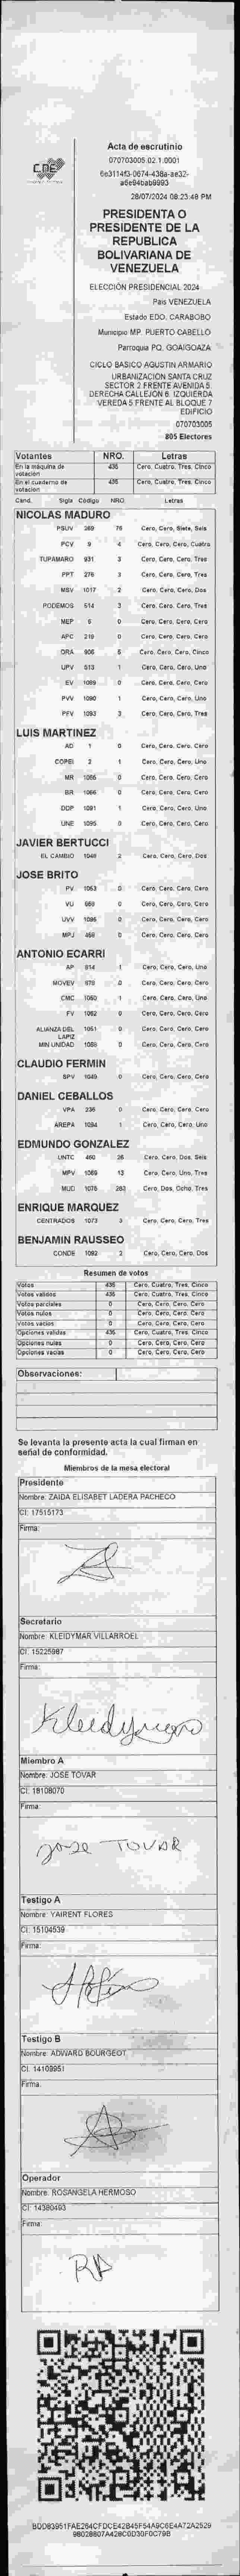 CDE
Acta de escrutinio
070703005.02.1.0001
28/07/2024 08:23:48 PM
PRESIDENTA O
PRESIDENTE DE LA
REPUBLICA
BOLIVARIANA DE
VENEZUELA
ELECCIÓN PRESIDENCIAL 2024
País VENEZUELA
Estado EDO. CARABOBO
Municipio MP. PUERTO CABELLO
Parroquia PQ. GOAIGOAZA
CICLO BASICO AGUSTIN ARMARIO
URBANIZACIÓN SANTA CRUZ
SECTOR 2 FRENTE AVENIDA 5.
DERECHA CALLEJÓN 6. IZQUIERDA
VEREDA 5 FRENTE AL BLOQUE 7
EDIFICIO
070703005
805 Electores
Votantes NRO. Letras
En la máquina de votación 435 Cero, Cuatro, Tres, Cinco
En el cuaderno de votación 435 Cero, Cuatro, Tres, Cinco
Cand. Sigla Código NRO. Letras
NICOLAS MADURO
PSUV 269 76 Cero, Cero, Siete, Seis
PCV 9 4 Cero, Cero, Cero, Cuatro
TUPAMARO 931 3 Cero, Cero, Cero, Tres
PPT 276 3 Cero, Cero, Cero, Tres
MSV 1017 2 Cero, Cero, Cero, Dos
PODEMOS 514 3 Cero, Cero, Cero, Tres
MEP 5 0 Cero, Cero, Cero, Cero
APC 219 0 Cero, Cero, Cero, Cero
ORA 906 5 Cero, Cero, Cero, Cinco
UPV 513 1 Cero, Cero, Cero, Uno
EV 1089 0 Cero, Cero, Cero, Cero
PVV 1090 1 Cero, Cero, Cero, Uno
PFV 1093 3 Cero, Cero, Cero, Tres
LUIS MARTINEZ
AD 1 0 Cero, Cero, Cero, Cero
COPEI 2 1 Cero, Cero, Cero, Uno
MR 1065 0 Cero, Cero, Cero, Cero
BR 1066 0 Cero, Cero, Cero, Cero
DDP 1091 1 Cero, Cero, Cero, Uno
UNE 1095 0 Cero, Cero, Cero, Cero
JAVIER BERTUCCI
EL CAMBIO 1048 2 Cero, Cero, Cero, Dos
JOSE BRITO
PV 1053 0 Cero, Cero, Cero, Cero
VU 0 Cero, Cero, Cero, Cero
UVV 0 Cero, Cero, Cero, Cero
MPJ 0 Cero, Cero, Cero, Cero
ANTONIO ECARRI
AP 814 1 Cero, Cero, Cero, Uno
MOVEV 978 0 Cero, Cero, Cero, Cero
CMC 1050 1 Cero, Cero, Cero, Uno
FV 0 Cero, Cero, Cero, Cero
ALIANZA DEL LAPIZ 1051 0 Cero, Cero, Cero, Cero
MIN UNIDAD 0 Cero, Cero, Cero, Cero
CLAUDIO FERMIN
SPV 1049 0 Cero, Cero, Cero, Cero
DANIEL CEBALLOS
VPA 236 0 Cero, Cero, Cero, Cero
AREPA 1094 1 Cero, Cero, Cero, Uno
EDMUNDO GONZALEZ
UNTC 460 26 Cero, Cero, Dos, Seis
MPV 1069 13 Cero, Cero, Uno, Tres
MUD 1076 283 Cero, Dos, Ocho, Tres
ENRIQUE MARQUEZ
CENTRADOS 1073 3 Cero, Cero, Cero, Tres
BENJAMIN RAUSSEO
CONDE 1092 2 Cero, Cero, Cero, Dos
Resumen de votos
Votos 435 Cero, Cuatro, Tres, Cinco
Votos válidos 435 Cero, Cuatro, Tres, Cinco
Votos parciales 0 Cero, Cero, Cero, Cero
Votos nulos 0 Cero, Cero, Cero, Cero
Votos vacíos 0 Cero, Cero, Cero, Cero
Opciones válidas 435 Cero, Cuatro, Tres, Cinco
Opciones nulas 0 Cero, Cero, Cero, Cero
Opciones vacías 0 Cero, Cero, Cero, Cero
Observaciones:
Se levanta la presente acta la cual firman en
señal de conformidad.
Miembros de la mesa electoral
Presidente
Nombre: ZAIDA ELISABET LADERA PACHECO
CI: 17515173
Firma:
Secretario
Nombre: KLEIDYMAR VILLARROEL
CI: 15225987
Firma:
Miembro A
Nombre: JOSE TOVAR
CI: 18108070
Firma:
Jose TOVAR
Testigo A
Nombre: YAIRENT FLORES
CI: 15104539
Firma:
Testigo B
Nombre: ADWARD BOURGEOT
CI: 14109951
Firma:
Operador
Nombre: ROSANGELA HERMOSO
CI: 14380493
Firma: